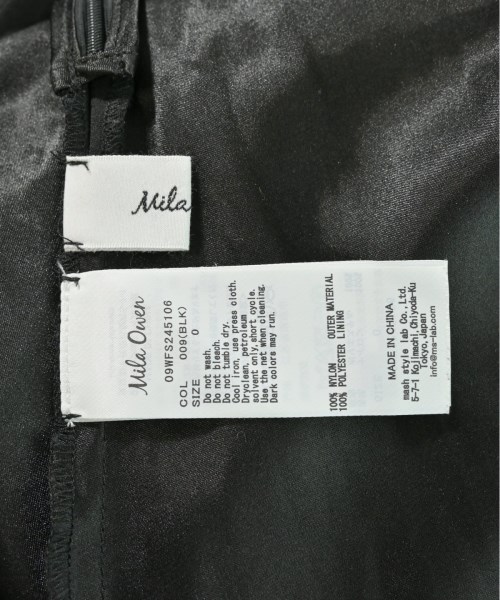 Mila
Mila Owen
09WFS245106
COL 009(BLK)
SIZE 0
Do not wash.
Do not bleach.
Do not tumble dry.
Cool iron, use press cloth.
Dryclean, petroleum
solvent only, short cycle.
Use the net when cleaning.
Dark colors may run.
100% NYLON OUTER MATERIAL
100% POLYESTER LINING
MADE IN CHINA
mash style lab Co., Ltd.
5-7-1 Kojimachi, Chiyoda-Ku
Tokyo, Japan
info@ma-lab.com